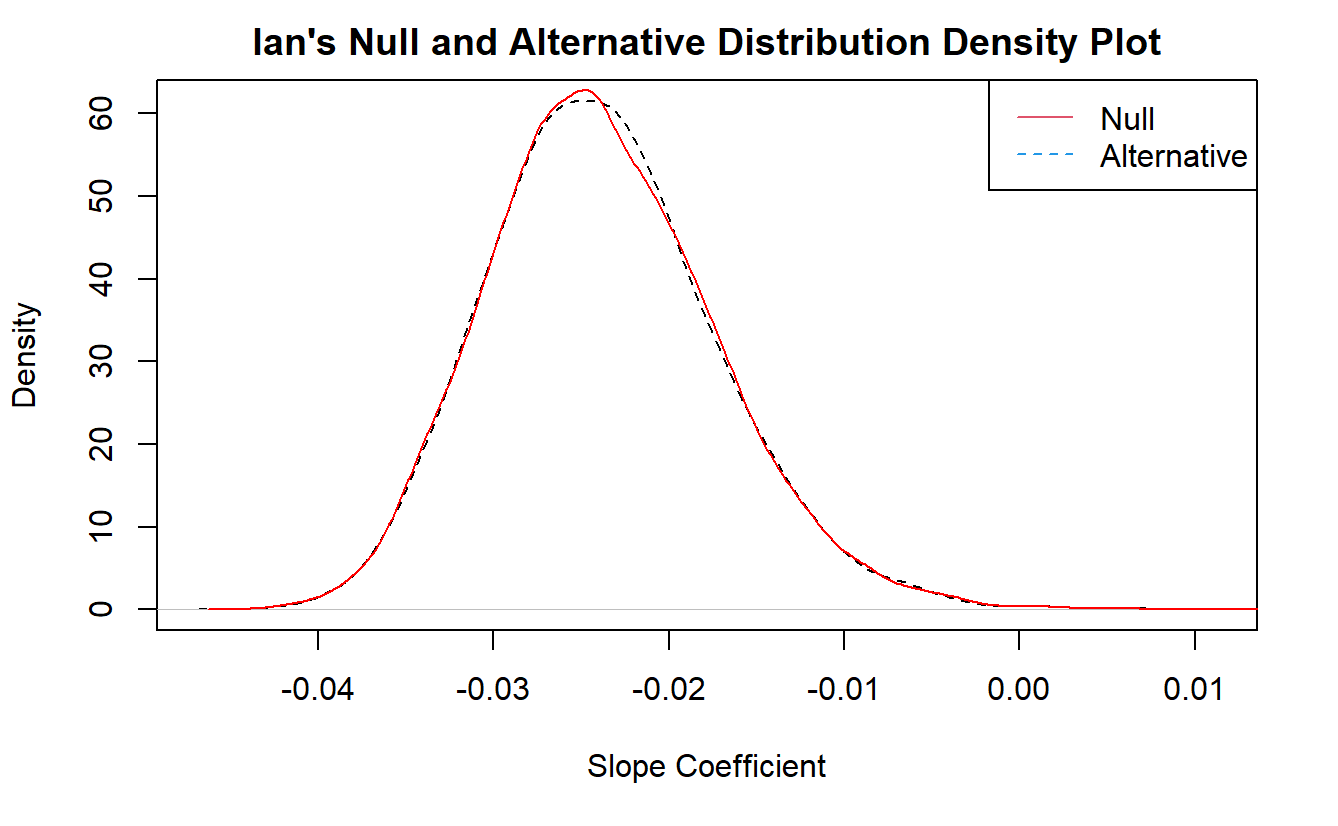 Ian's Null and Alternative Distribution Density Plot
Null
Alternative
Density
60
50
40
30
20
10
0
-0.04 -0.03 -0.02 -0.01 0.00 0.01
Slope Coefficient